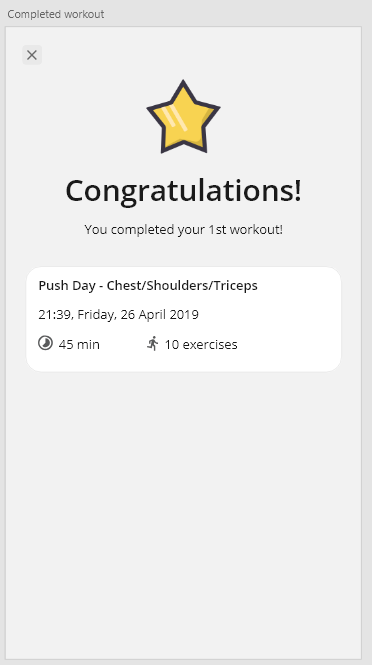 Completed workout
Congratulations!
You completed your 1st workout!
Push Day - Chest/Shoulders/Triceps
21:39, Friday, 26 April 2019
45 min
10 exercises